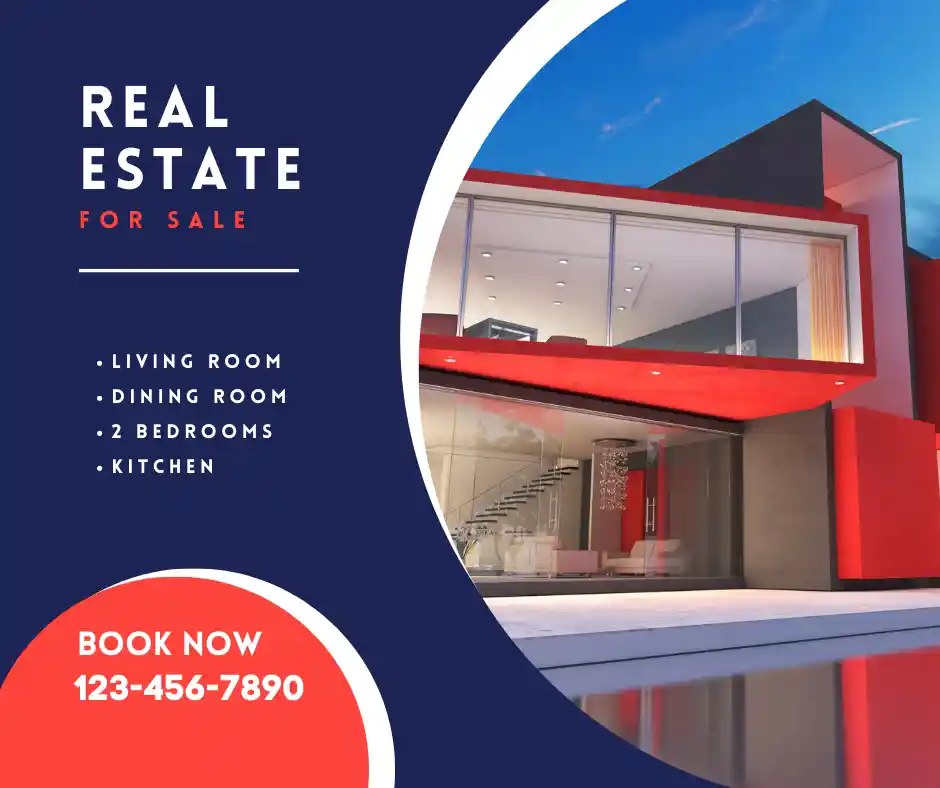 REAL
ESTATE
FOR SALE
• LIVING ROOM
• DINING ROOM
• 2 BEDROOMS
• KITCHEN
BOOK NOW
123-456-7890